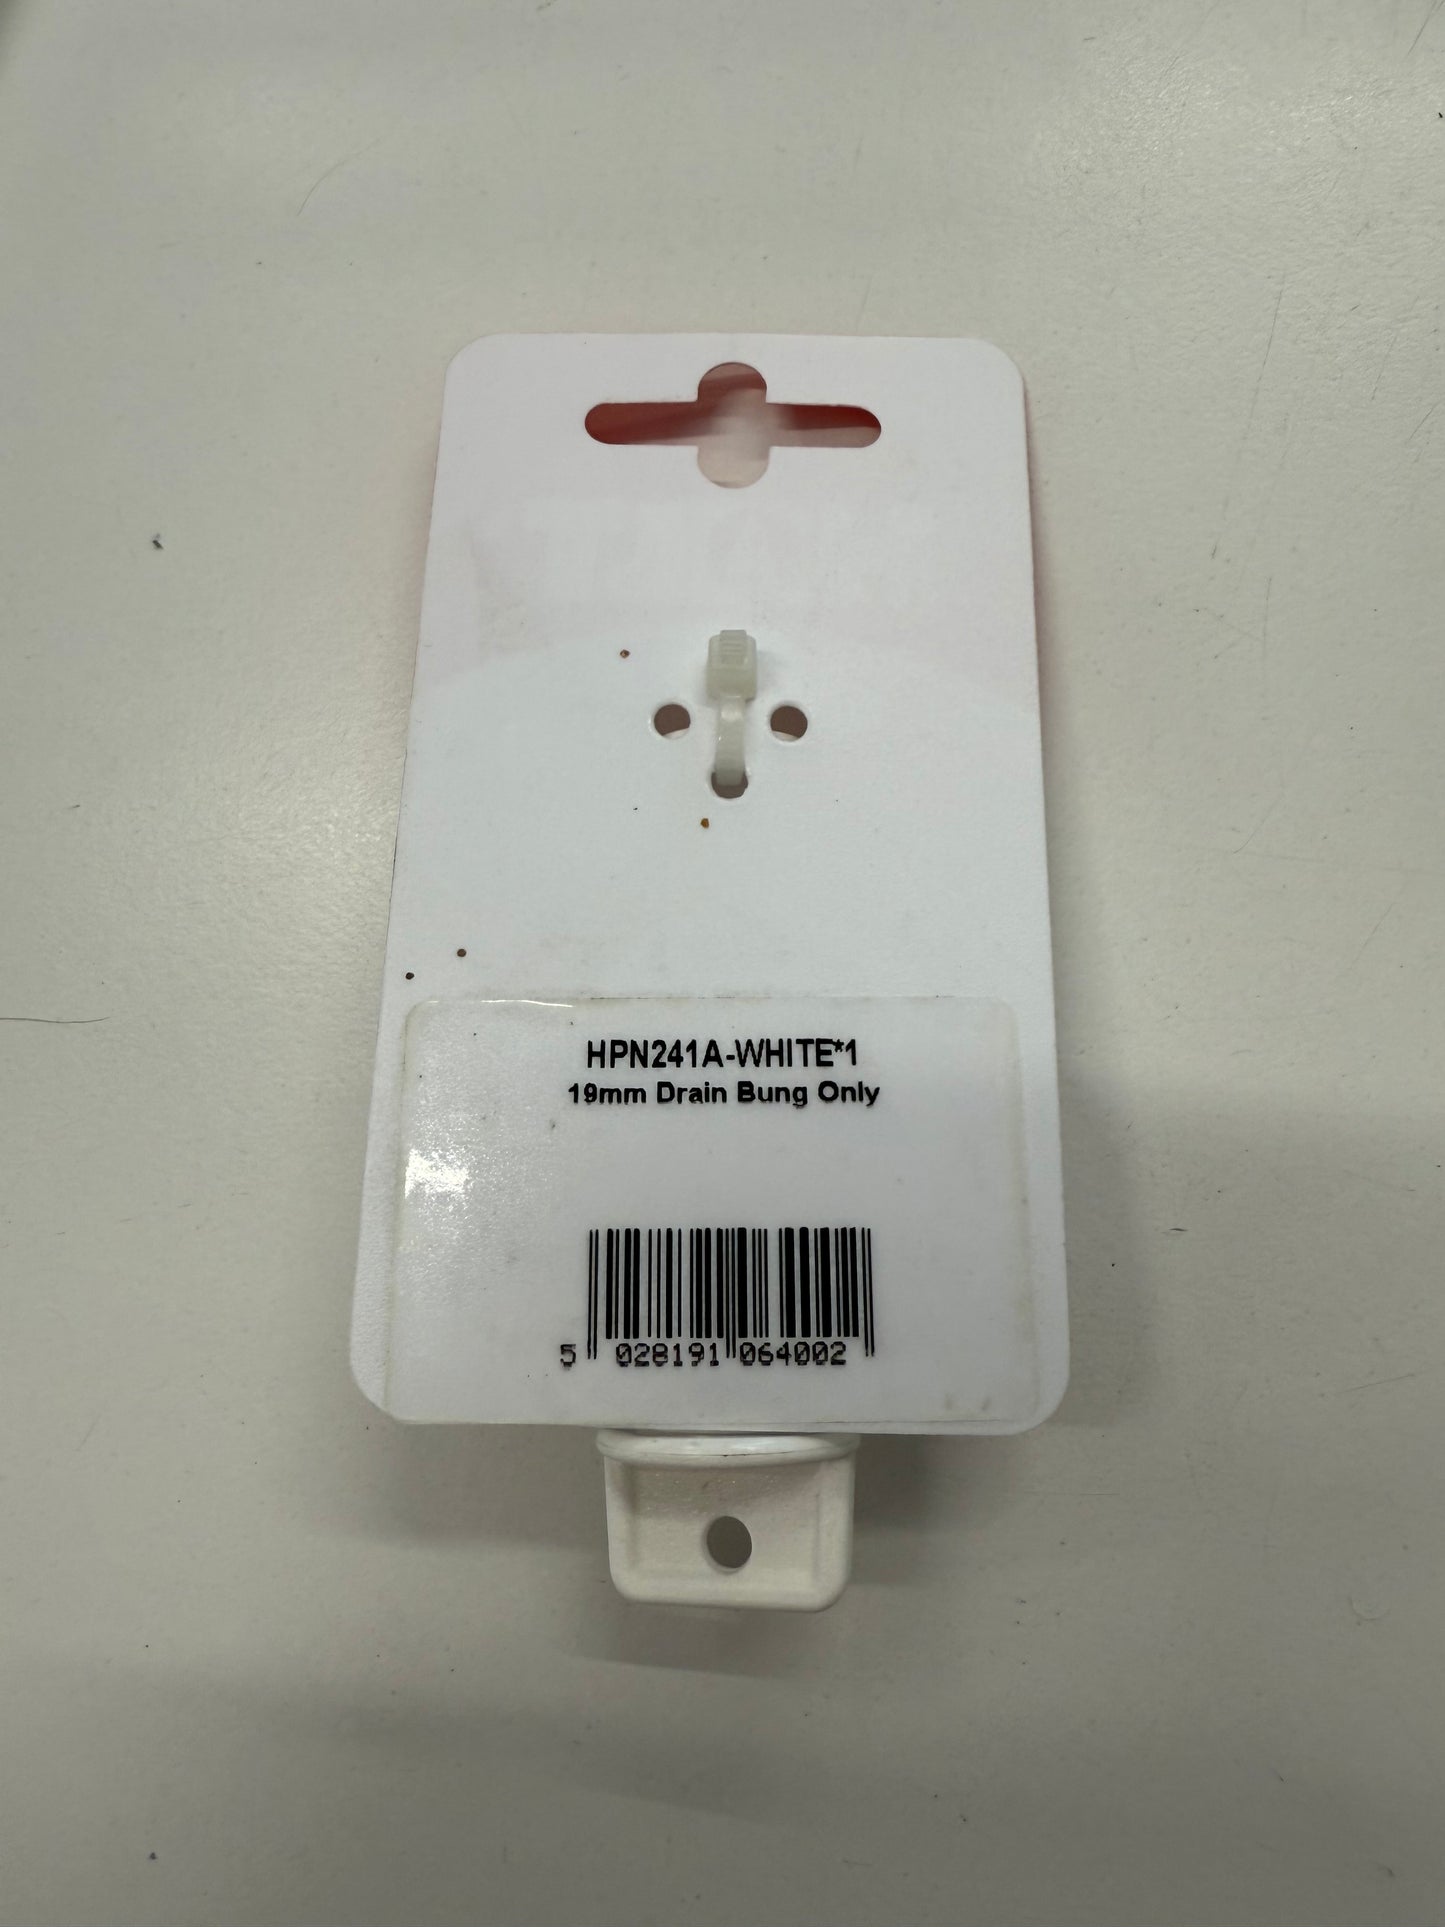 HPN241A-WHITE*1
19mm Drain Bung Only
5 028191 064002